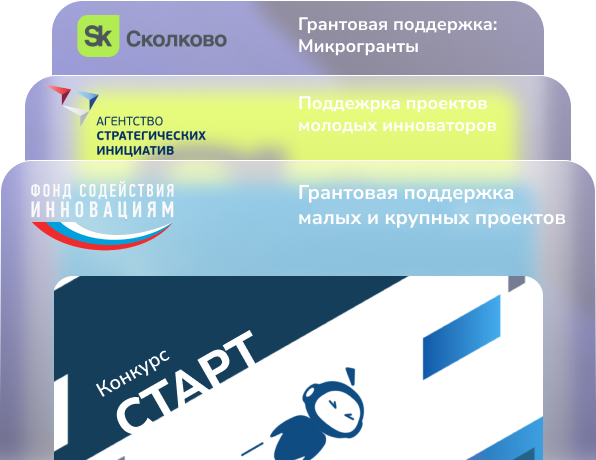 Sk Сколково
Грантовая поддержка:
Микрогранты
АГЕНТСТВО
СТРАТЕГИЧЕСКИХ
ИНИЦИАТИВ
Поддежрка проектов
молодых инноваторов
ФОНД СОДЕЙСТВИЯ
ИННОВАЦИЯМ
Грантовая поддержка
малых и крупных проектов
Конкурс
СТАРТ